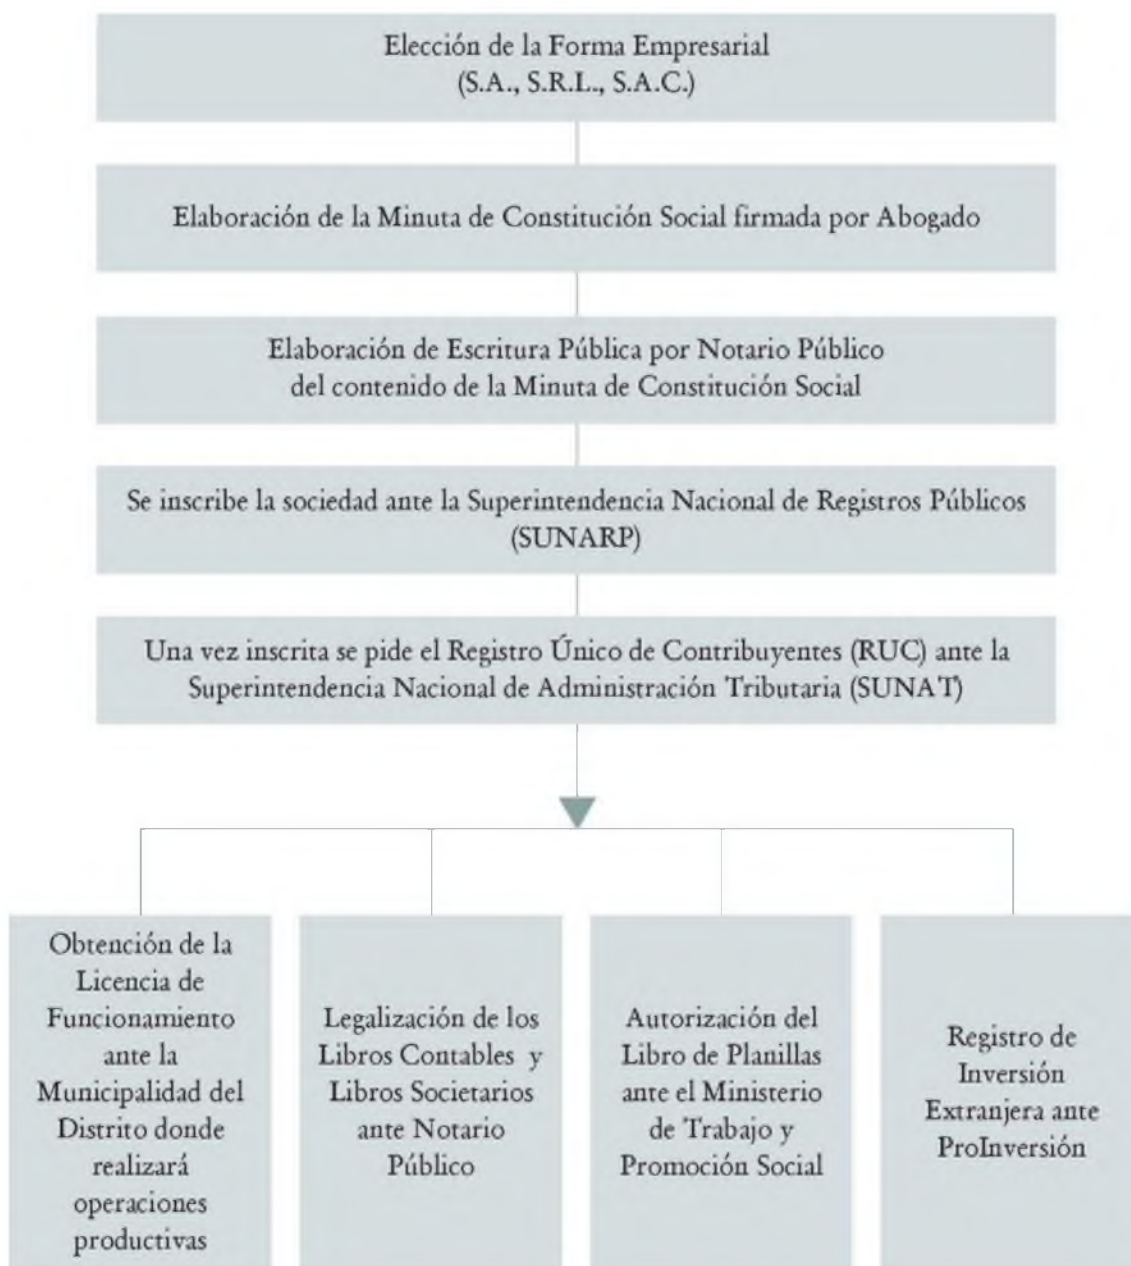 Elección de la Forma Empresarial
(S.A., S.R.L., S.A.C.)
Elaboración de la Minuta de Constitución Social firmada por Abogado
Elaboración de Escritura Pública por Notario Público
del contenido de la Minuta de Constitución Social
Se inscribe la sociedad ante la Superintendencia Nacional de Registros Públicos
(SUNARP)
Una vez inscrita se pide el Registro Único de Contribuyentes (RUC) ante la
Superintendencia Nacional de Administración Tributaria (SUNAT)
Obtención de la
Licencia de
Funcionamiento
ante la
Municipalidad del
Distrito donde
realizará
operaciones
productivas
Legalización de los
Libros Contables y
Libros Societarios
ante Notario
Público
Autorización del
Libro de Planillas
ante el Ministerio
de Trabajo y
Promoción Social
Registro de
Inversión
Extranjera ante
ProInversión